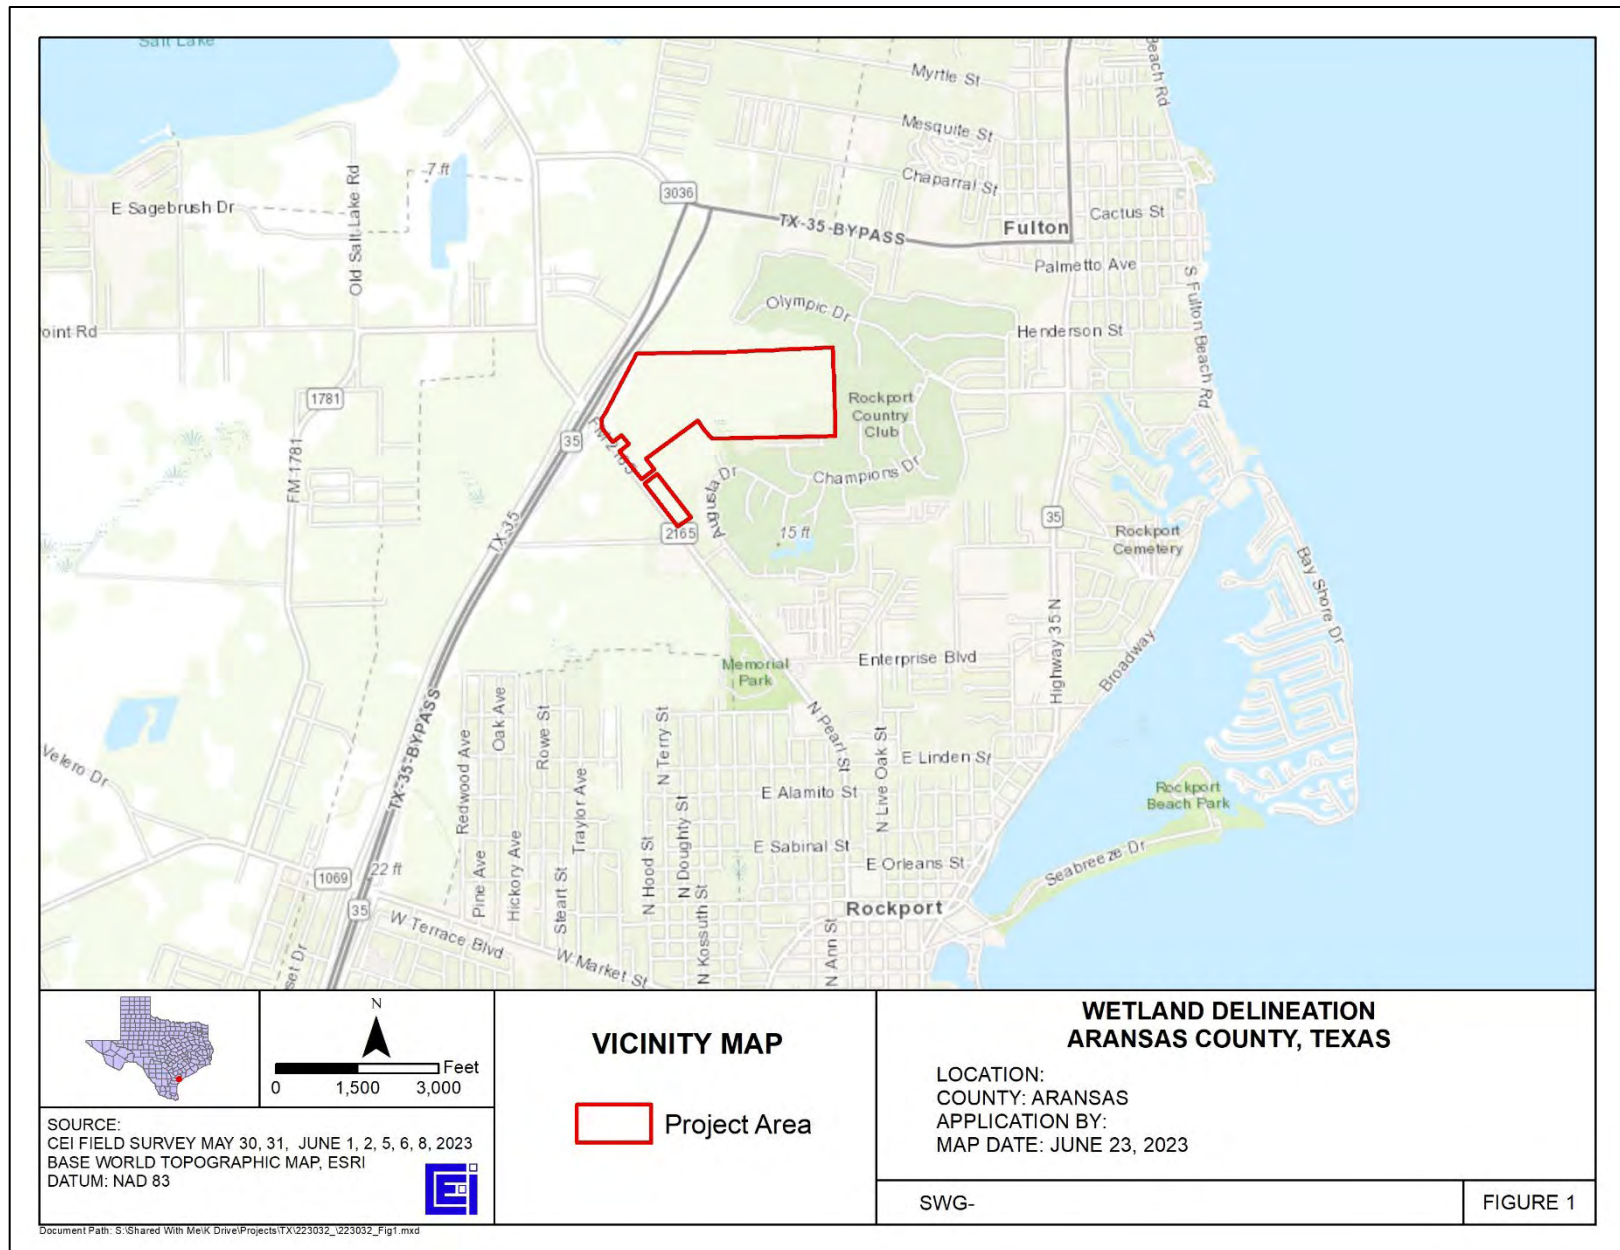 Salt Lake
Beach Rd
Myrtle St
Mesquite St
7 ft
Old Salt Lake Rd
Chaparral St
3036
E Sagebrush Dr
Cactus St
TX-35-BYPASS
Fulton
Palmetto Ave
S Fulton Beach Rd
Olympic Dr
oint Rd
Henderson St
1781
Rockport
Country
Club
35
FM 2165
FM-1781
Champions Dr
Augusta Dr
35
2165
15 ft
Rockport
Cemetery
TX-35
Bay Shore Dr
Highway 35 N
Broadway
Memorial
Park
Enterprise Blvd
TX-35-BYPASS
Oak Ave
Rowe St
N Terry St
N Pearl St
N Live Oak St
Redwood Ave
E Linden St
Velero Dr
Traylor Ave
E Alamito St
Rockport
Beach Park
N Doughty St
E Sabinal St
N Hood St
E Orleans St
Seabreeze Dr
1069
22 ft
Pine Ave
Hickory Ave
Steart St
35
Rockport
W Terrace Blvd
N Kossuth St
N Ann St
set Dr
W Market St
N
Feet
0 1,500 3,000
SOURCE:
CEI FIELD SURVEY MAY 30, 31, JUNE 1, 2, 5, 6, 8, 2023
BASE WORLD TOPOGRAPHIC MAP, ESRI
DATUM: NAD 83
CEi
VICINITY MAP
Project Area
WETLAND DELINEATION
ARANSAS COUNTY, TEXAS
LOCATION:
COUNTY: ARANSAS
APPLICATION BY:
MAP DATE: JUNE 23, 2023
SWG-
FIGURE 1
Document Path: S:\Shared With Me\K Drive\Projects\TX\223032_\223032_Fig1.mxd